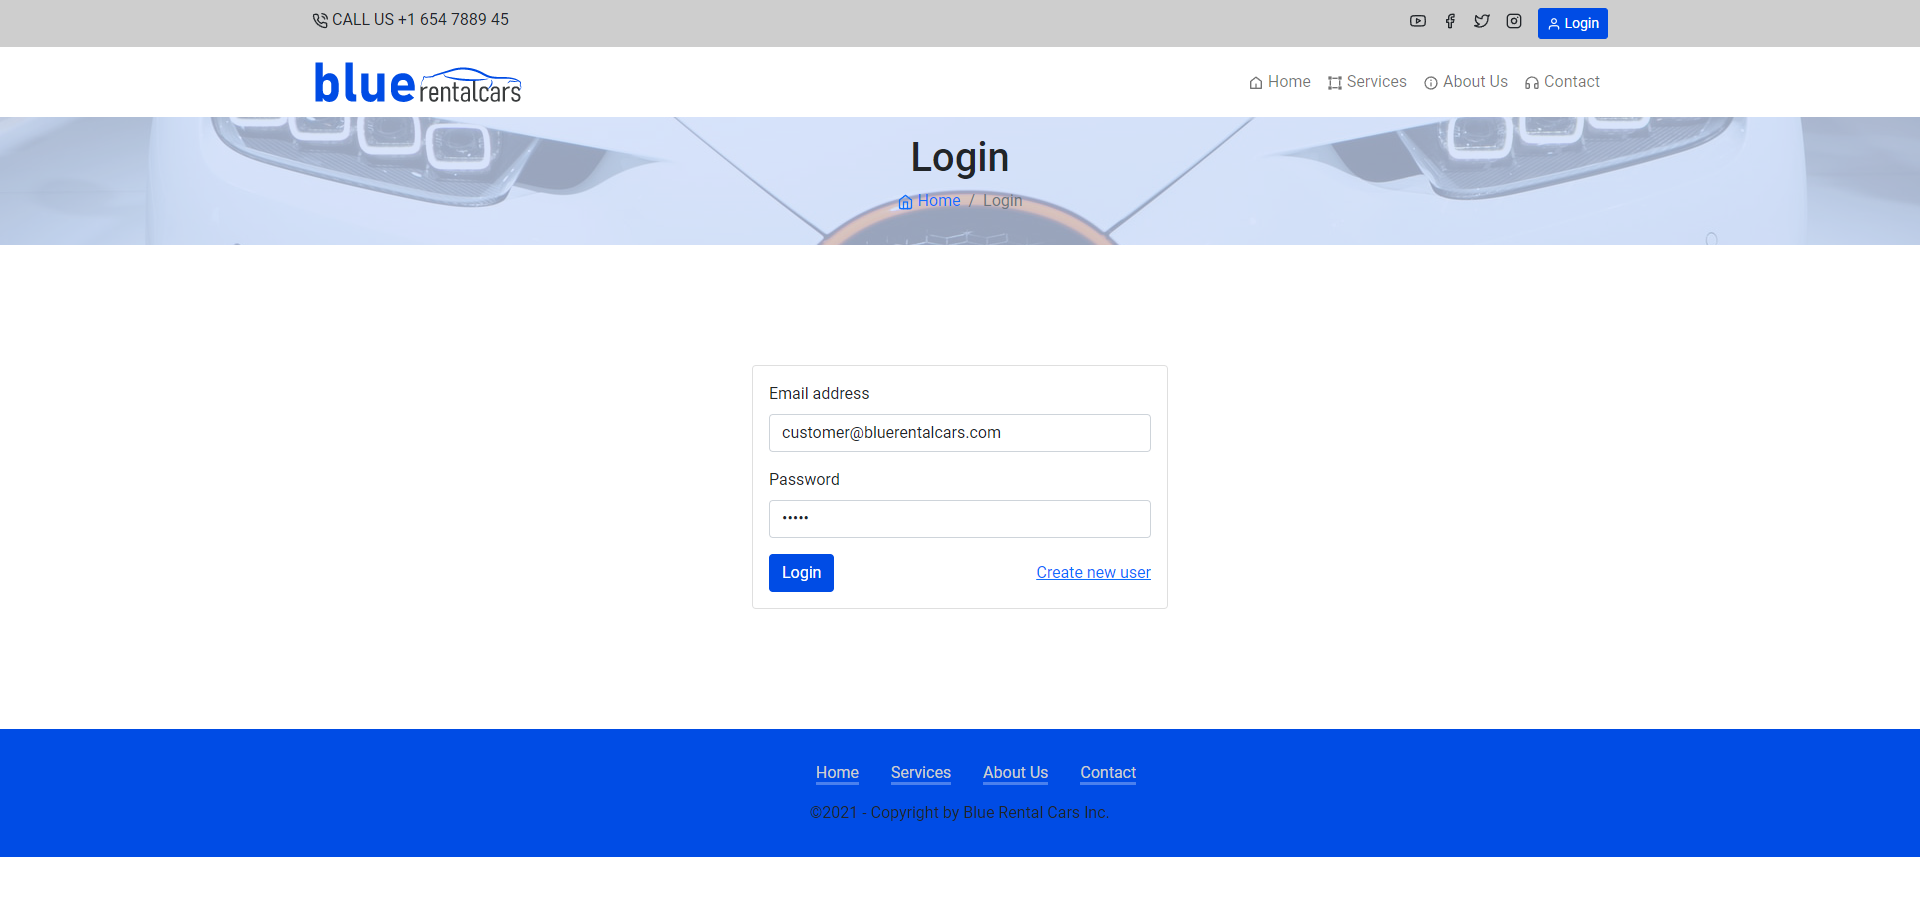 CALL US +1 654 7889 45
Login
blue rentalcars
Home
Services
About Us
Contact
Login
Home / Login
Email address
customer@bluerentalcars.com
Password
•••••
Login
Create new user
Home
Services
About Us
Contact
©2021 - Copyright by Blue Rental Cars Inc.